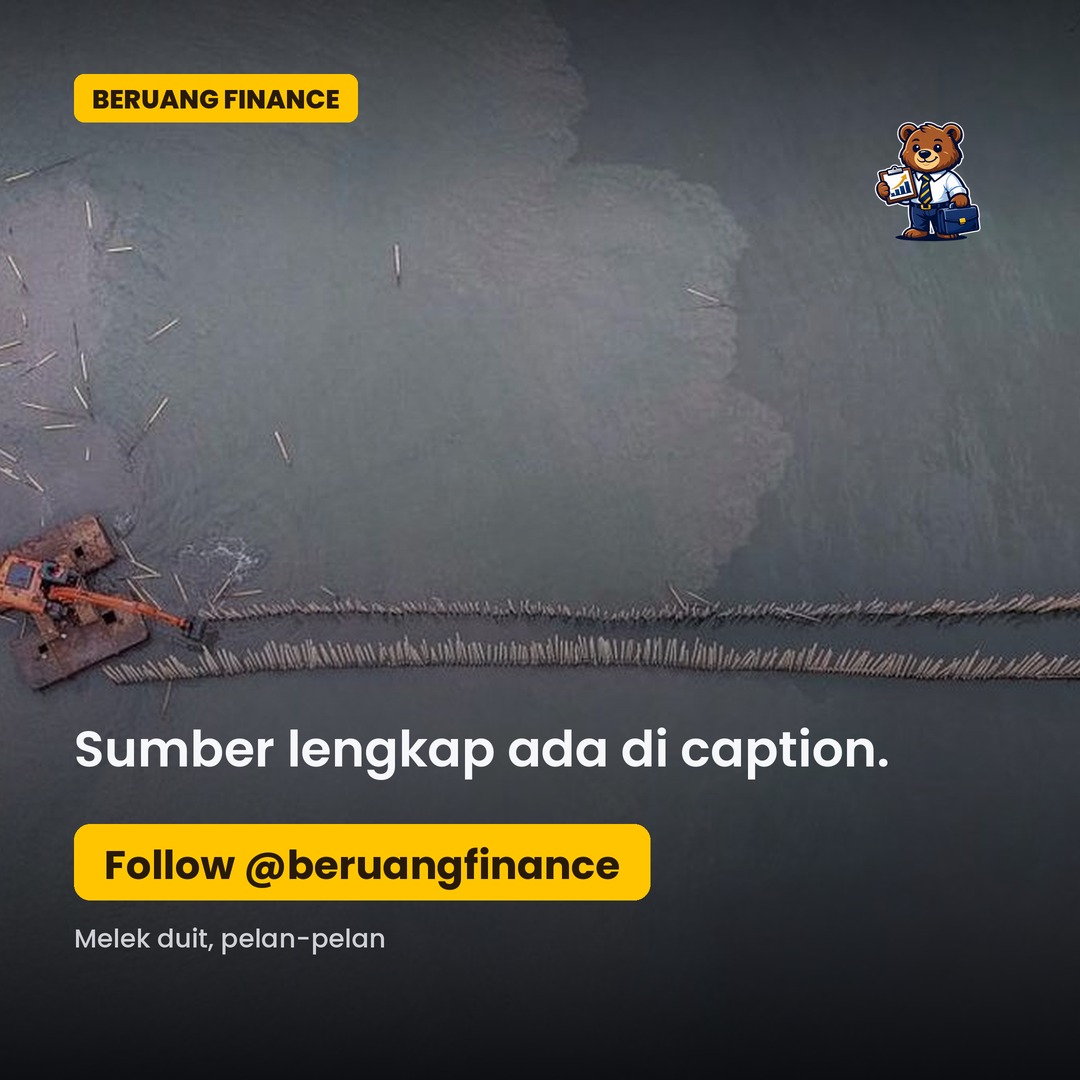 BERUANG FINANCE
Sumber lengkap ada di caption.
Follow @beruangfinance
Melek duit, pelan-pelan